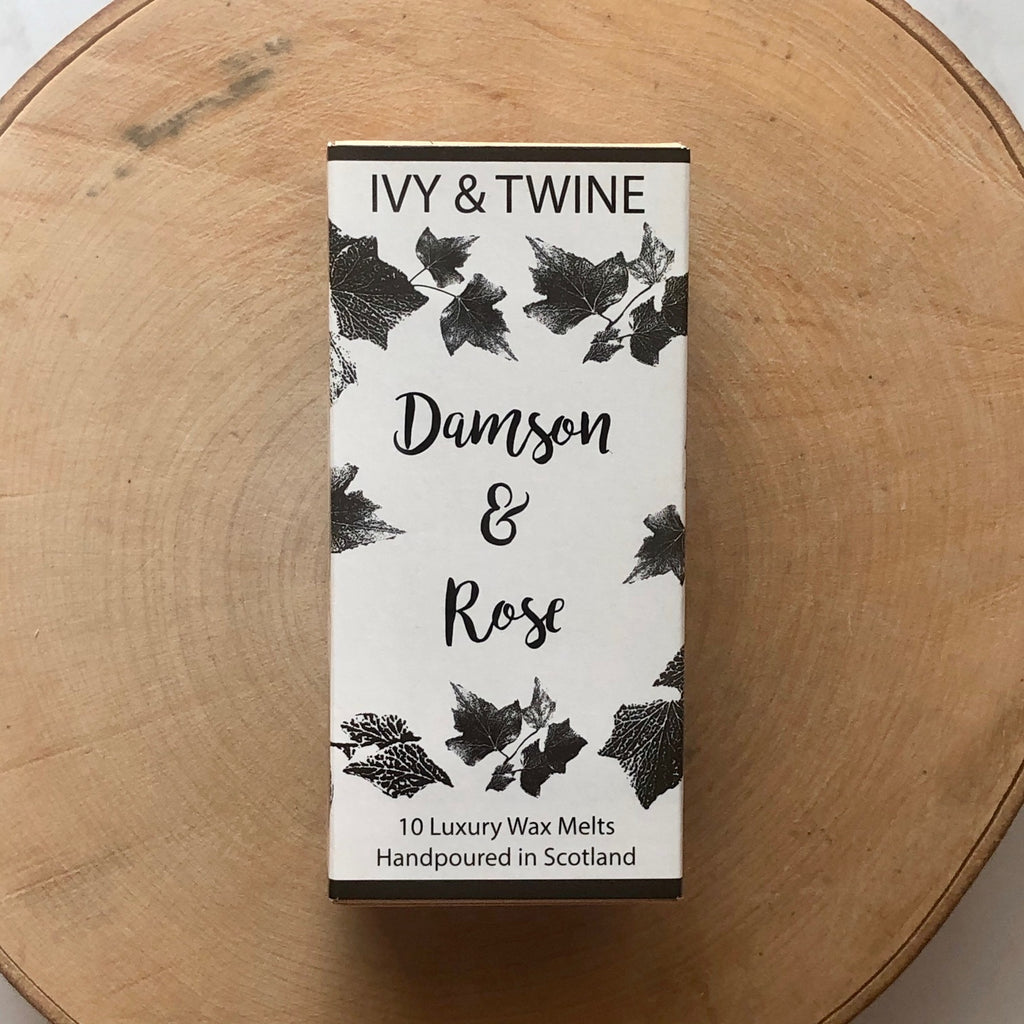 IVY & TWINE
Damson
&
Rose
10 Luxury Wax Melts
Handpoured in Scotland